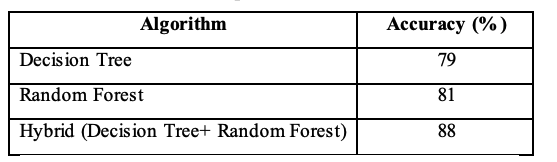 Algorithm Accuracy (%)
Decision Tree 79
Random Forest 81
Hybrid (Decision Tree+ Random Forest) 88